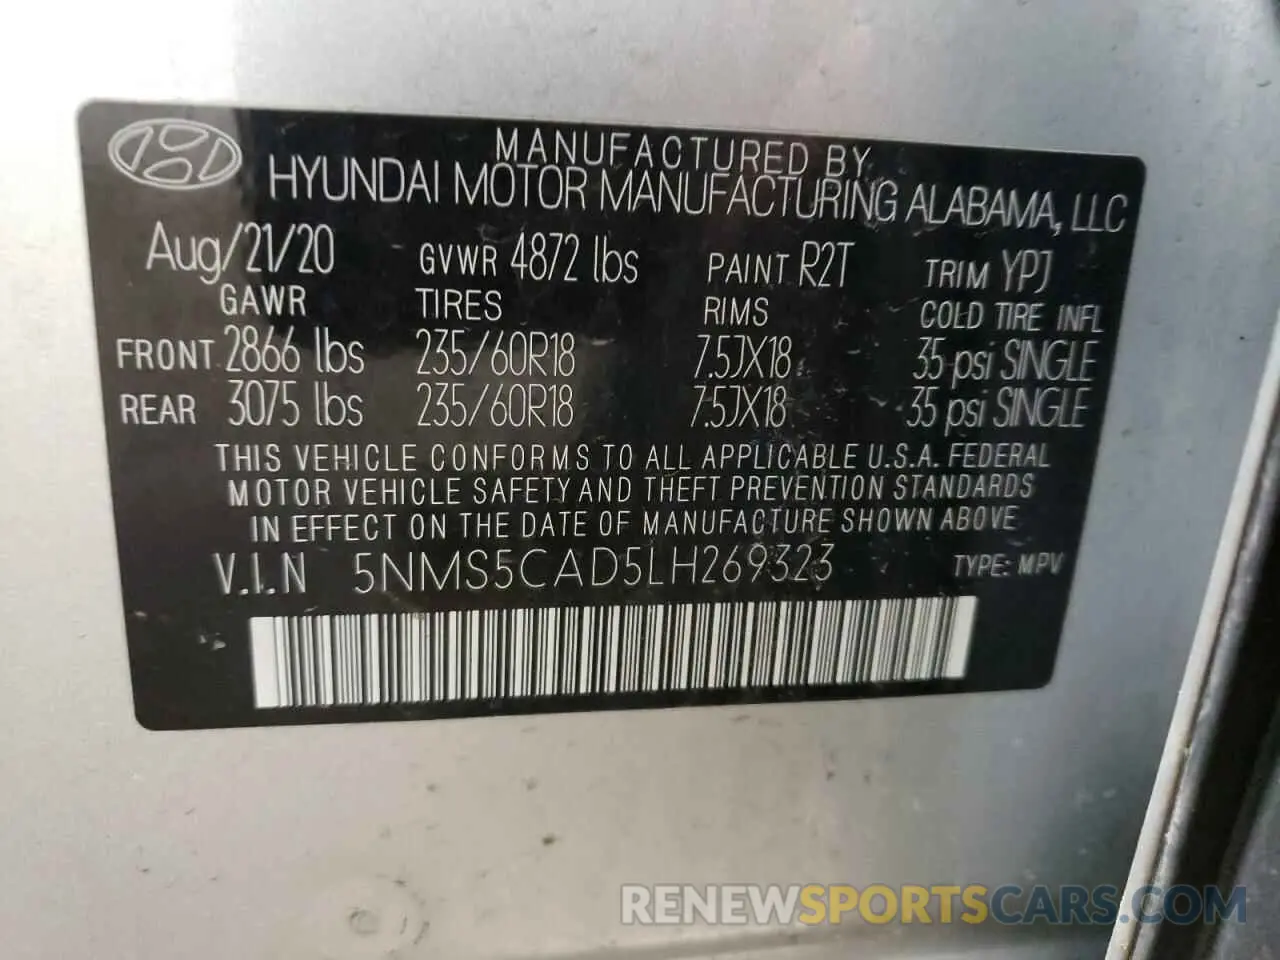 MANUFACTURED BY
HYUNDAI MOTOR MANUFACTURING ALABAMA, LLC
Aug/21/20 GVWR 4872 lbs PAINT R2T TRIM YPJ
GAWR TIRES RIMS COLD TIRE INFL
FRONT 2866 lbs 235/60R18 7.5JX18 35 psi SINGLE
REAR 3075 lbs 235/60R18 7.5JX18 35 psi SINGLE
THIS VEHICLE CONFORMS TO ALL APPLICABLE U.S.A. FEDERAL
MOTOR VEHICLE SAFETY AND THEFT PREVENTION STANDARDS
IN EFFECT ON THE DATE OF MANUFACTURE SHOWN ABOVE
V.I.N 5NMS5CAD5LH269323 TYPE: MPV
RENEWSPORTSCARS.COM